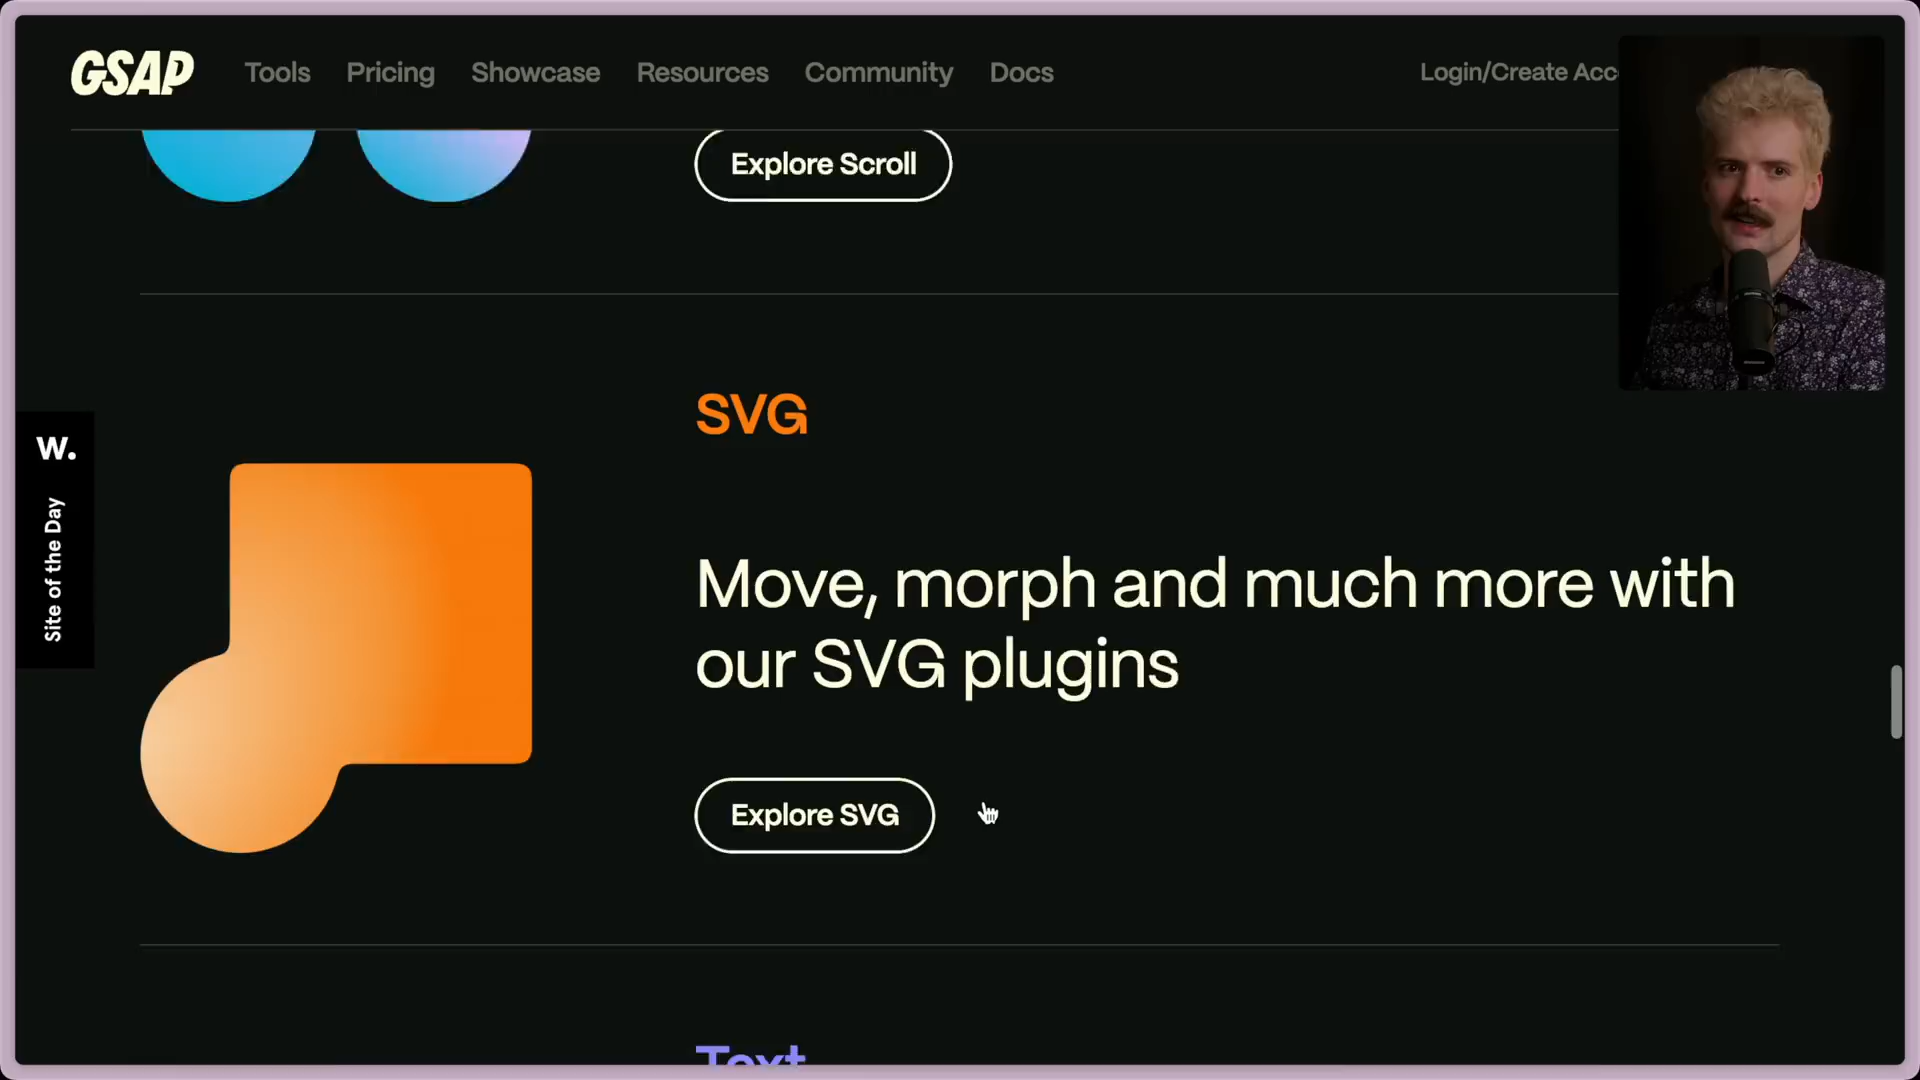 GSAP Tools Pricing Showcase Resources Community Docs Login/Create Acc
Explore Scroll
SVG
W.
Site of the Day
Move, morph and much more with
our SVG plugins
Explore SVG
Text